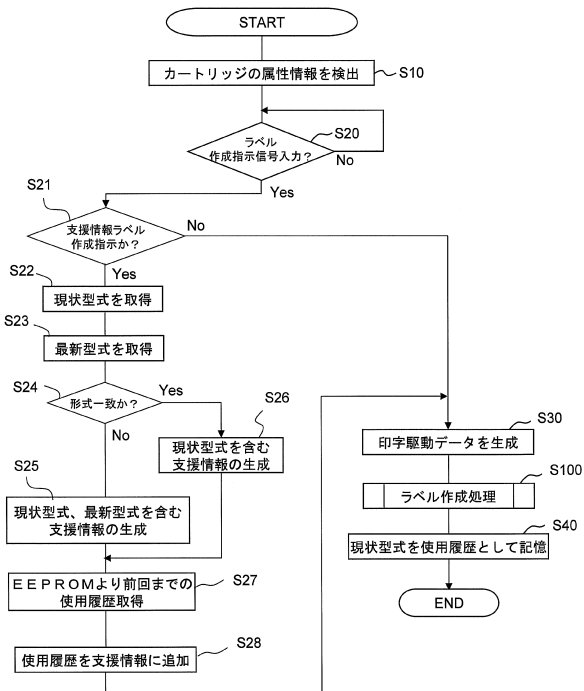 START
カートリッジの属性情報を検出
S10
ラベル
作成指示信号入力？
S20
No
Yes
S21
支援情報ラベル
作成指示か？
No
Yes
S22
現状型式を取得
S23
最新型式を取得
S24
形式一致か？
Yes
No
S26
現状型式を含む
支援情報の生成
S25
現状型式、最新型式を含む
支援情報の生成
EEPROMより前回までの
使用履歴取得
S27
使用履歴を支援情報に追加
S28
S30
印字駆動データを生成
S100
ラベル作成処理
S40
現状型式を使用履歴として記憶
END